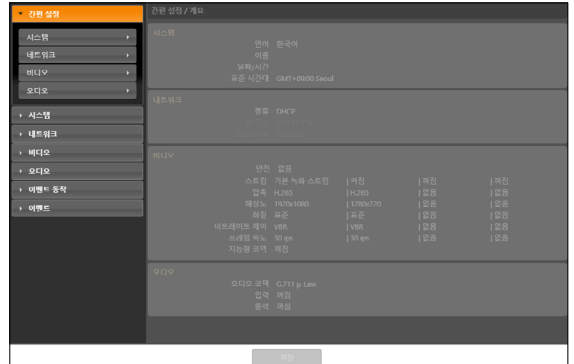 간편 설정
시스템
네트워크
비디오
오디오
시스템
네트워크
비디오
오디오
이벤트 동작
이벤트
간편 설정 / 개요
시스템
언어 한국어
이름
날짜/시간
표준 시간대 GMT+09:00 Seoul
네트워크
종류 DHCP
비디오
반전 없음
스트림 기본 녹화 스트림 | 켜짐 | 꺼짐 | 꺼짐
압축 H.265 | H.265 | 없음 | 없음
해상도 1920x1080 | 1280x720 | 없음 | 없음
화질 표준 | 표준 | 없음 | 없음
비트레이트 제어 VBR | VBR | 없음 | 없음
프레임 속도 30 ips | 30 ips | 없음 | 없음
지능형 코덱 꺼짐
오디오
오디오 코덱 G.711 μ-Law
입력 꺼짐
출력 꺼짐
저장